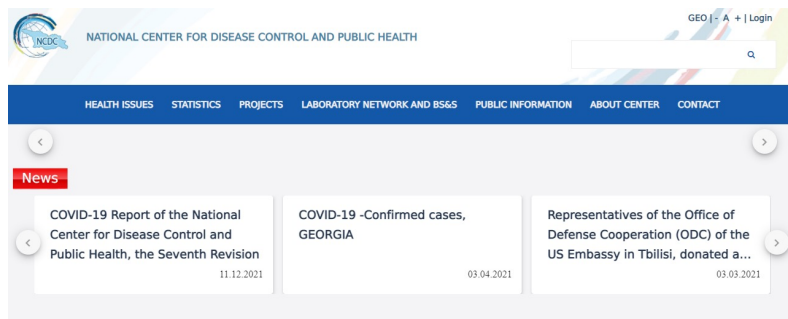 GEO | - A + | Login
NCDC
NATIONAL CENTER FOR DISEASE CONTROL AND PUBLIC HEALTH
HEALTH ISSUES STATISTICS PROJECTS LABORATORY NETWORK AND BS&S PUBLIC INFORMATION ABOUT CENTER CONTACT
News
COVID-19 Report of the National
Center for Disease Control and
Public Health, the Seventh Revision
11.12.2021
COVID-19 -Confirmed cases,
GEORGIA
03.04.2021
Representatives of the Office of
Defense Cooperation (ODC) of the
US Embassy in Tbilisi, donated a...
03.03.2021